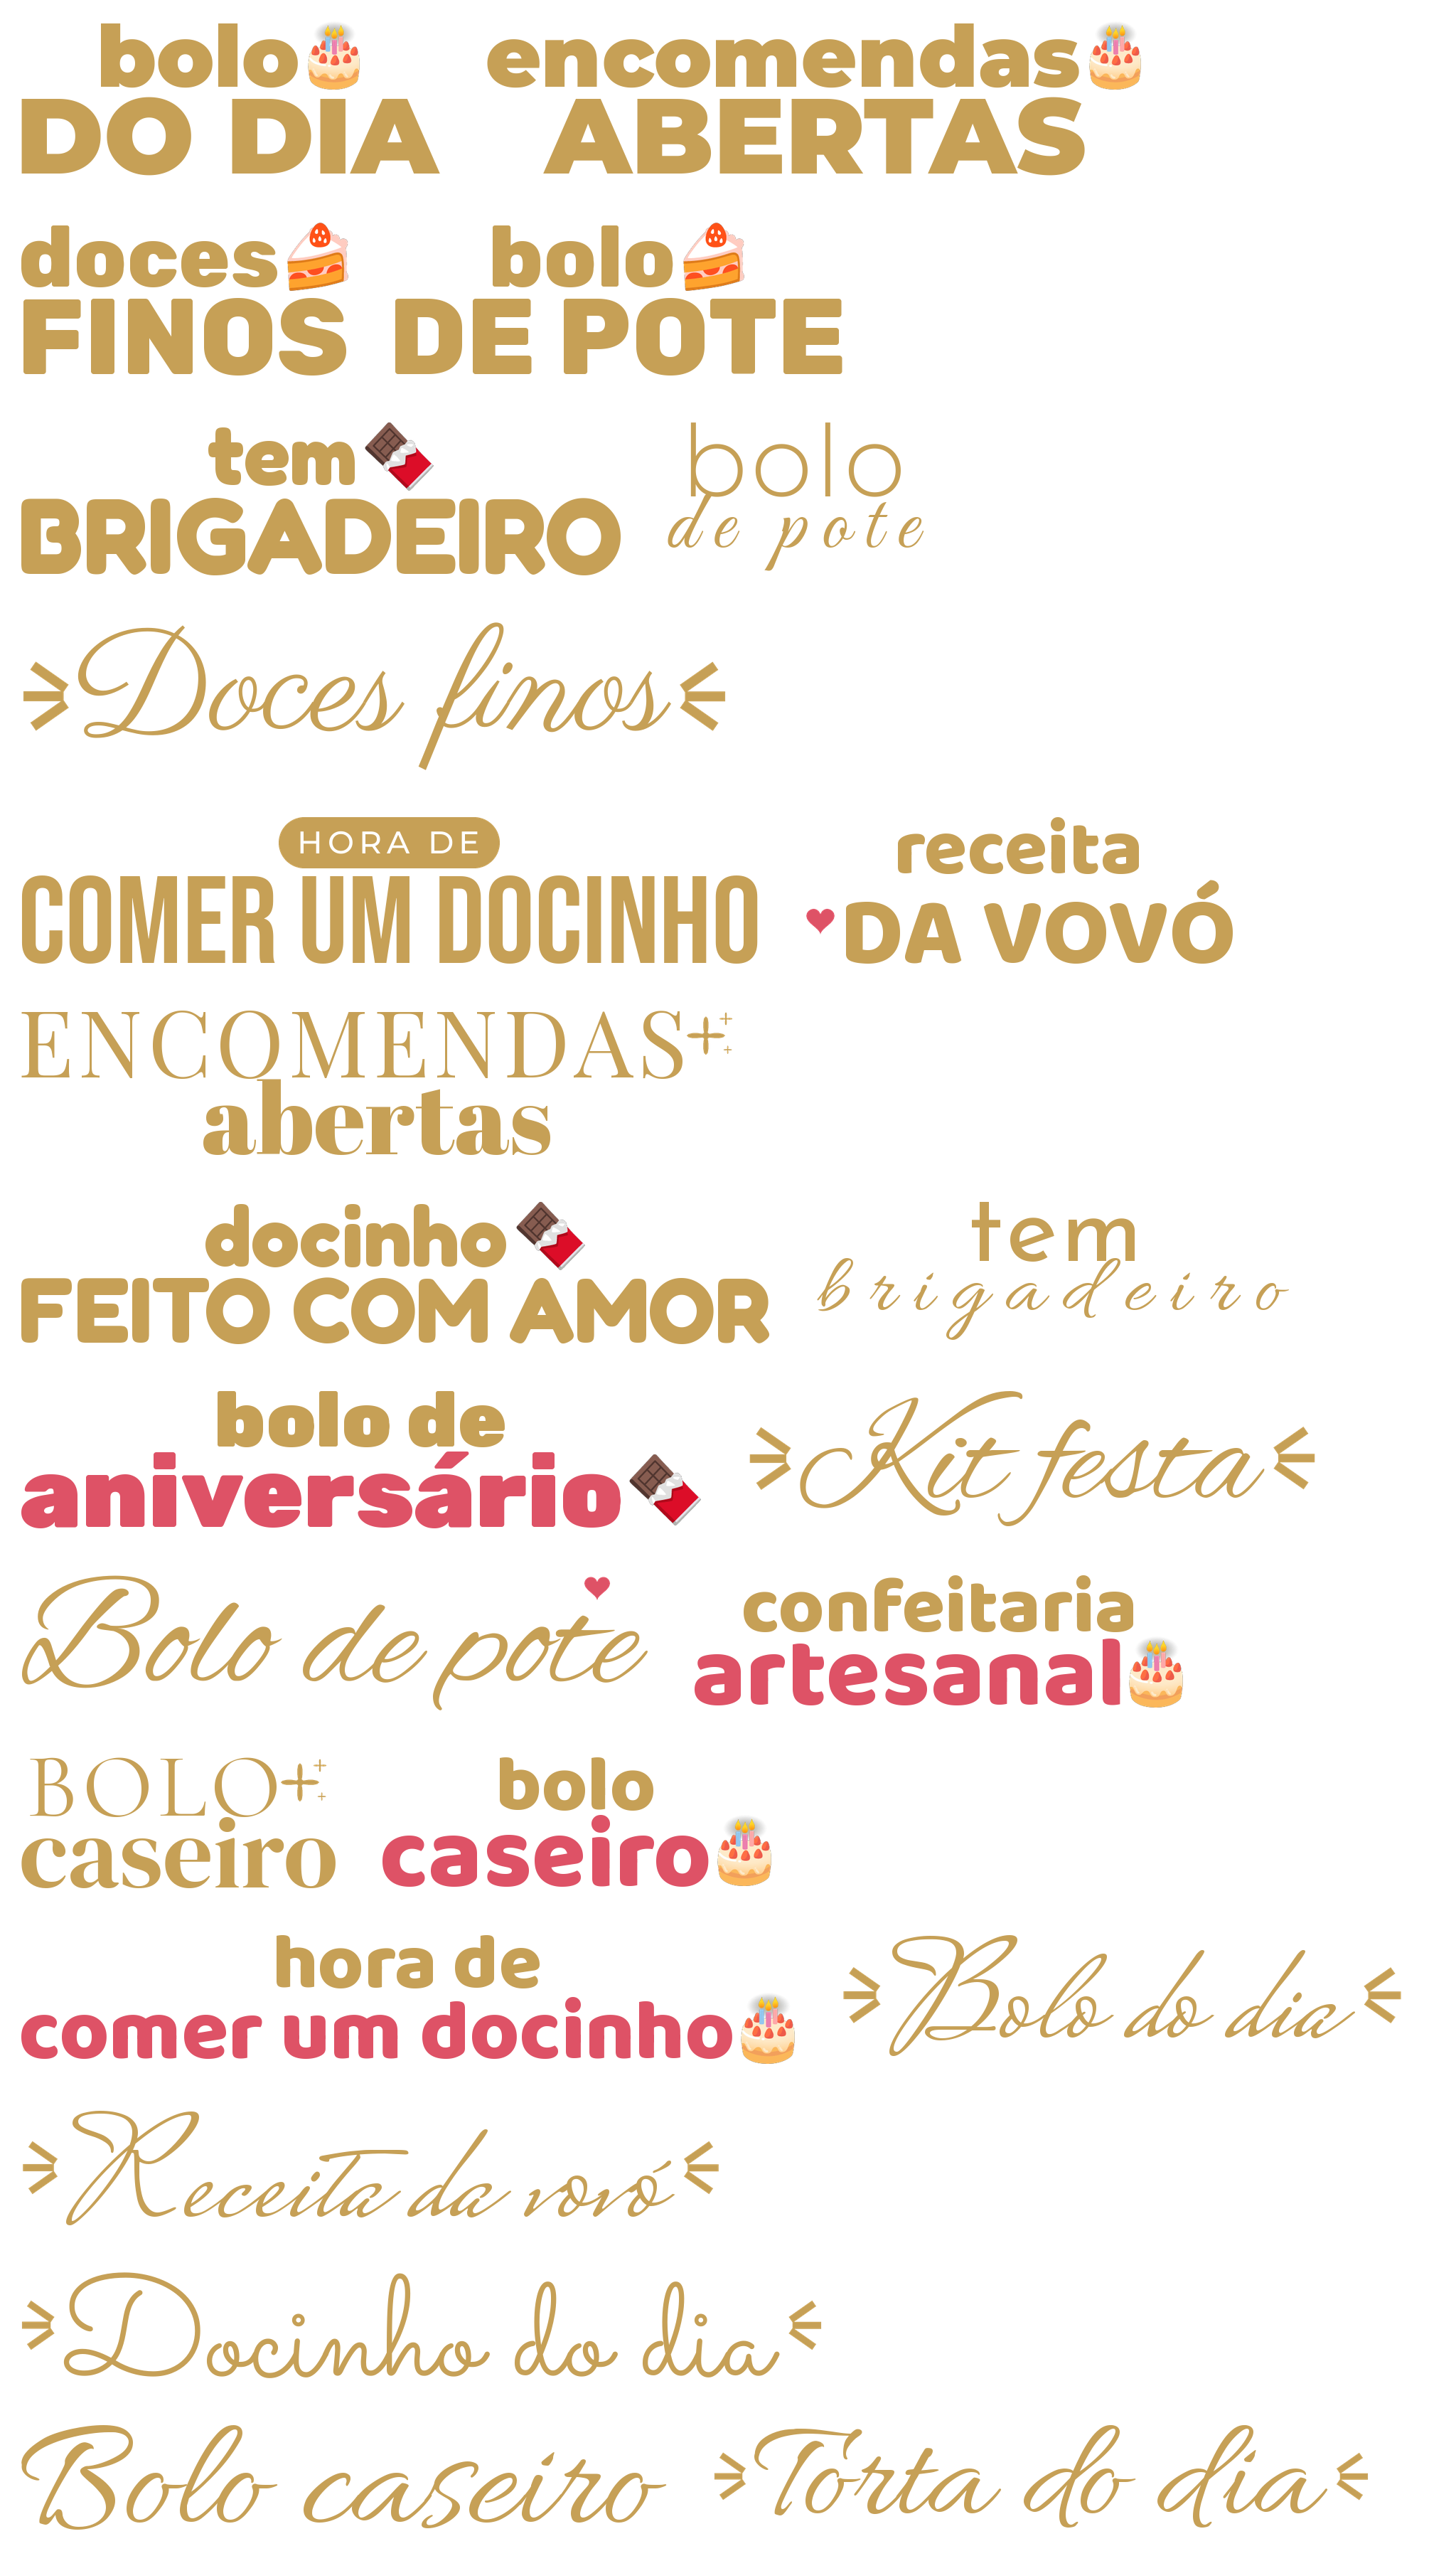 bolo
DO DIA
encomendas
ABERTAS
doces
FINOS
bolo
DE POTE
tem
BRIGADEIRO
bolo
de pote
Doces finos
HORA DE
COMER UM DOCINHO
receita
DA VOVÓ
ENCOMENDAS
abertas
docinho
FEITO COM AMOR
tem
brigadeiro
bolo de
aniversário
Kit festa
Bolo de pote
confeitaria
artesanal
BOLO
caseiro
bolo
caseiro
hora de
comer um docinho
Bolo do dia
Receita da vovó
Docinho do dia
Bolo caseiro
Torta do dia